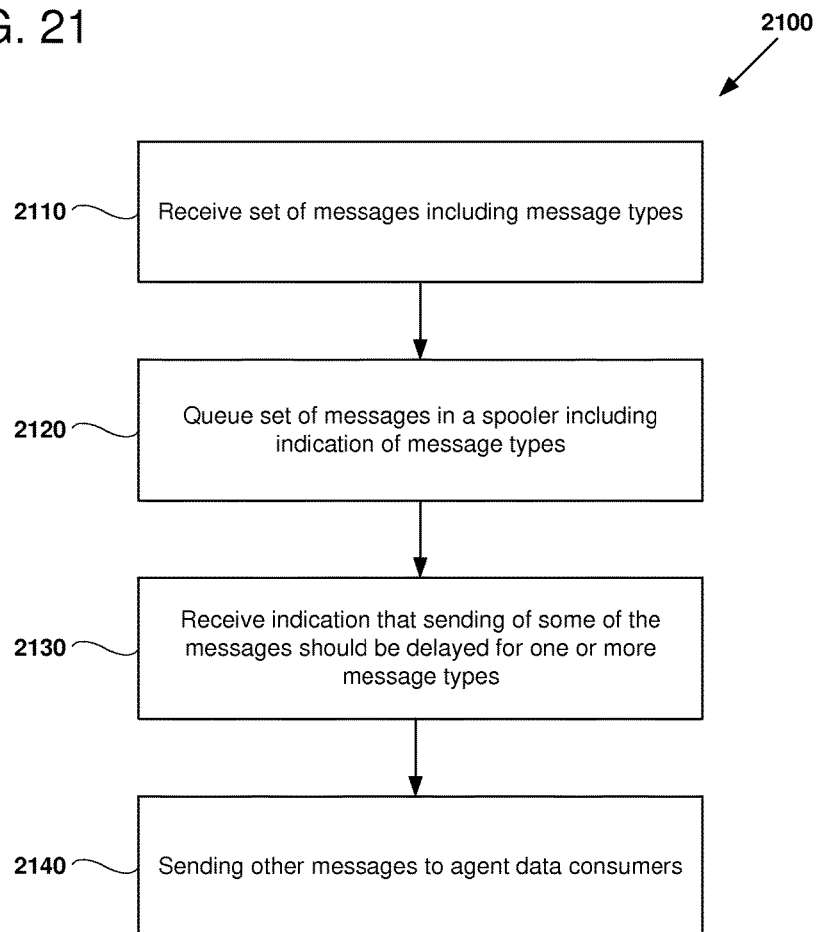 G. 21
2100
2110
Receive set of messages including message types
2120
Queue set of messages in a spooler including
indication of message types
2130
Receive indication that sending of some of the
messages should be delayed for one or more
message types
2140
Sending other messages to agent data consumers